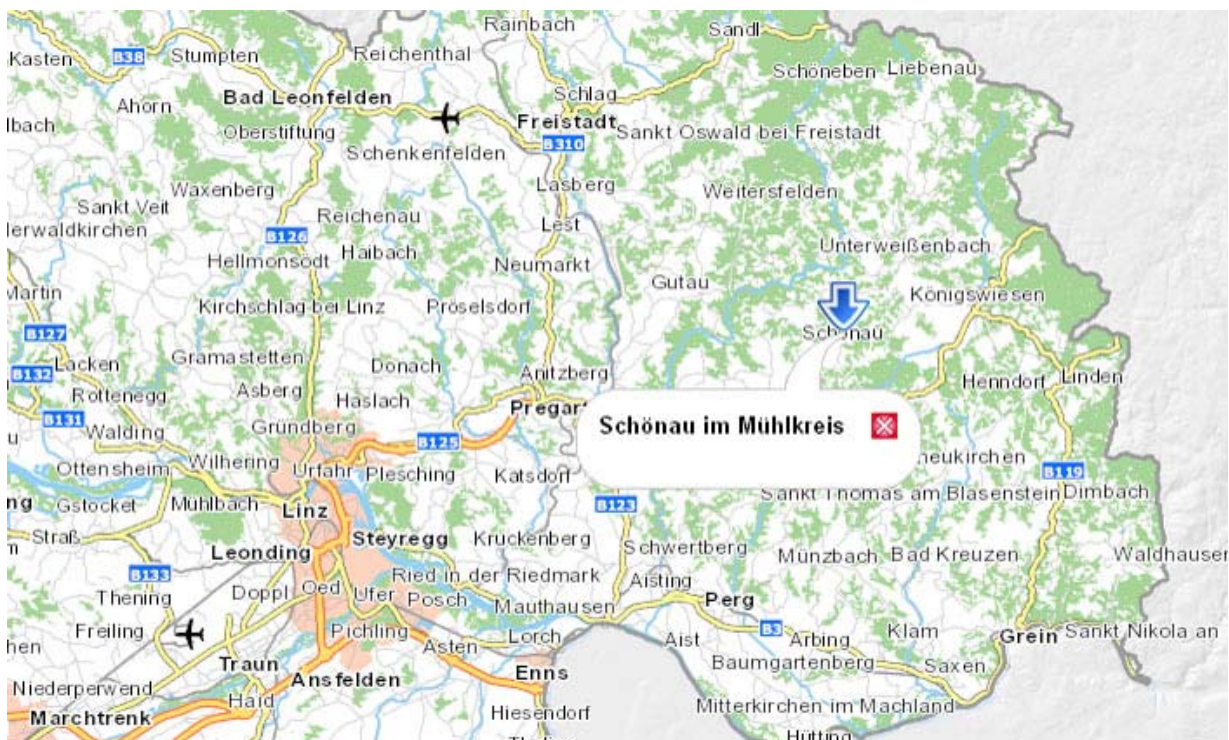 Rainbach
Sandl
Kasten
B38
Stumpten
Reichenthal
Schöneben
Liebenau
Ahorn
Bad Leonfelden
Schlag
Freistadt
lbach
Oberstiftung
B310
Sankt Oswald bei Freistadt
Schenkenfelden
Waxenberg
Lasberg
Weitersfelden
Sankt Veit
Reichenau
lerwaldkirchen
B126
Haibach
Lest
Unterweißenbach
Hellmonsödt
Neumarkt
Gutau
Martin
Kirchschlag bei Linz
Pröselsdorf
Königswiesen
B127
Schönau
Lacken
Gramastetten
Donach
Anitzberg
B132
Rottenegg
Asberg
Haslach
Henndorf
Linden
B131
Walding
Gründberg
Pregart
Schönau im Mühlkreis
u
B125
Ottensheim
Wilhering
Urfahr
Plesching
Katsdorf
neukirchen
B119
ng
Gstocket
Mühlbach
Linz
B123
Sankt Thomas am Blasenstein
Dimbach
Straß
m
Leonding
Steyregg
Kruckenberg
Schwertberg
Münzbach
Bad Kreuzen
Waldhauser
B133
Thening
Doppl
Oed
Ufer
Posch
Ried in der Riedmark
Aisting
Mauthausen
Perg
Freiling
hen
Pichling
Asten
Lorch
Aist
B3
Arbing
Klam
Grein
Sankt Nikola an
Traun
Ansfelden
Enns
Baumgartenberg
Saxen
Niederperwend
Haid
Marchtrenk
Hiesendorf
Mitterkirchen im Machland
Hütting